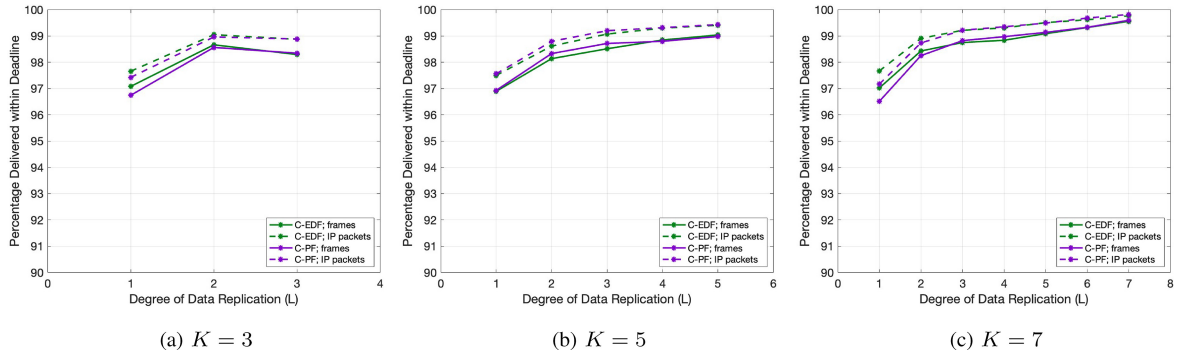 Percentage Delivered within Deadline
100
99
98
97
96
95
94
93
92
91
90
0
1
2
3
4
Degree of Data Replication (L)
C-EDF; frames
C-EDF; IP packets
C-PF; frames
C-PF; IP packets
(a) K = 3
Percentage Delivered within Deadline
100
99
98
97
96
95
94
93
92
91
90
0
1
2
3
4
5
6
Degree of Data Replication (L)
C-EDF; frames
C-EDF; IP packets
C-PF; frames
C-PF; IP packets
(b) K = 5
Percentage Delivered within Deadline
100
99
98
97
96
95
94
93
92
91
90
0
1
2
3
4
5
6
7
8
Degree of Data Replication (L)
C-EDF; frames
C-EDF; IP packets
C-PF; frames
C-PF; IP packets
(c) K = 7